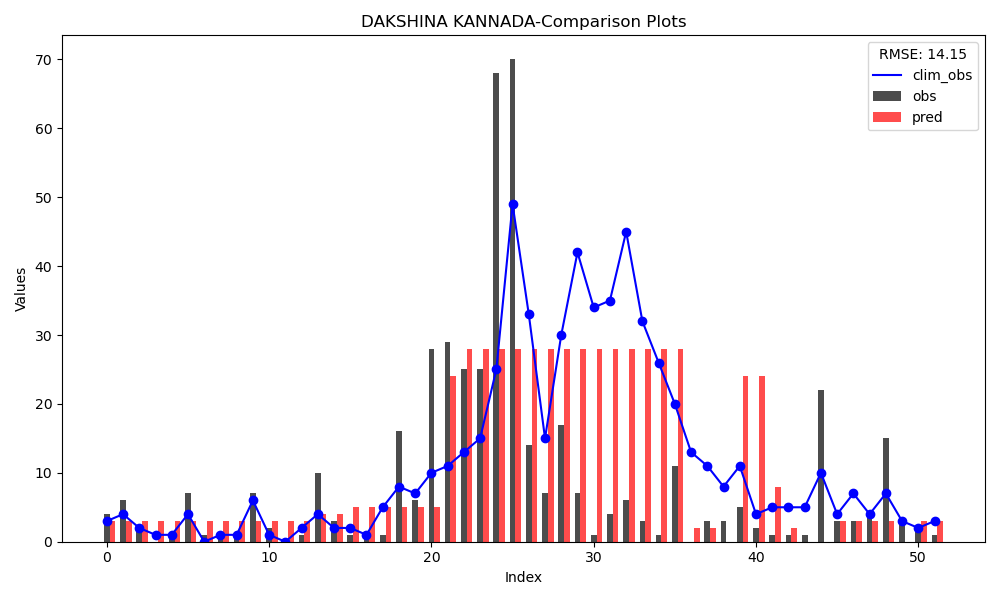 DAKSHINA KANNADA-Comparison Plots
RMSE: 14.15
clim_obs
obs
pred
Values
70
60
50
40
30
20
10
0
0 10 20 30 40 50
Index